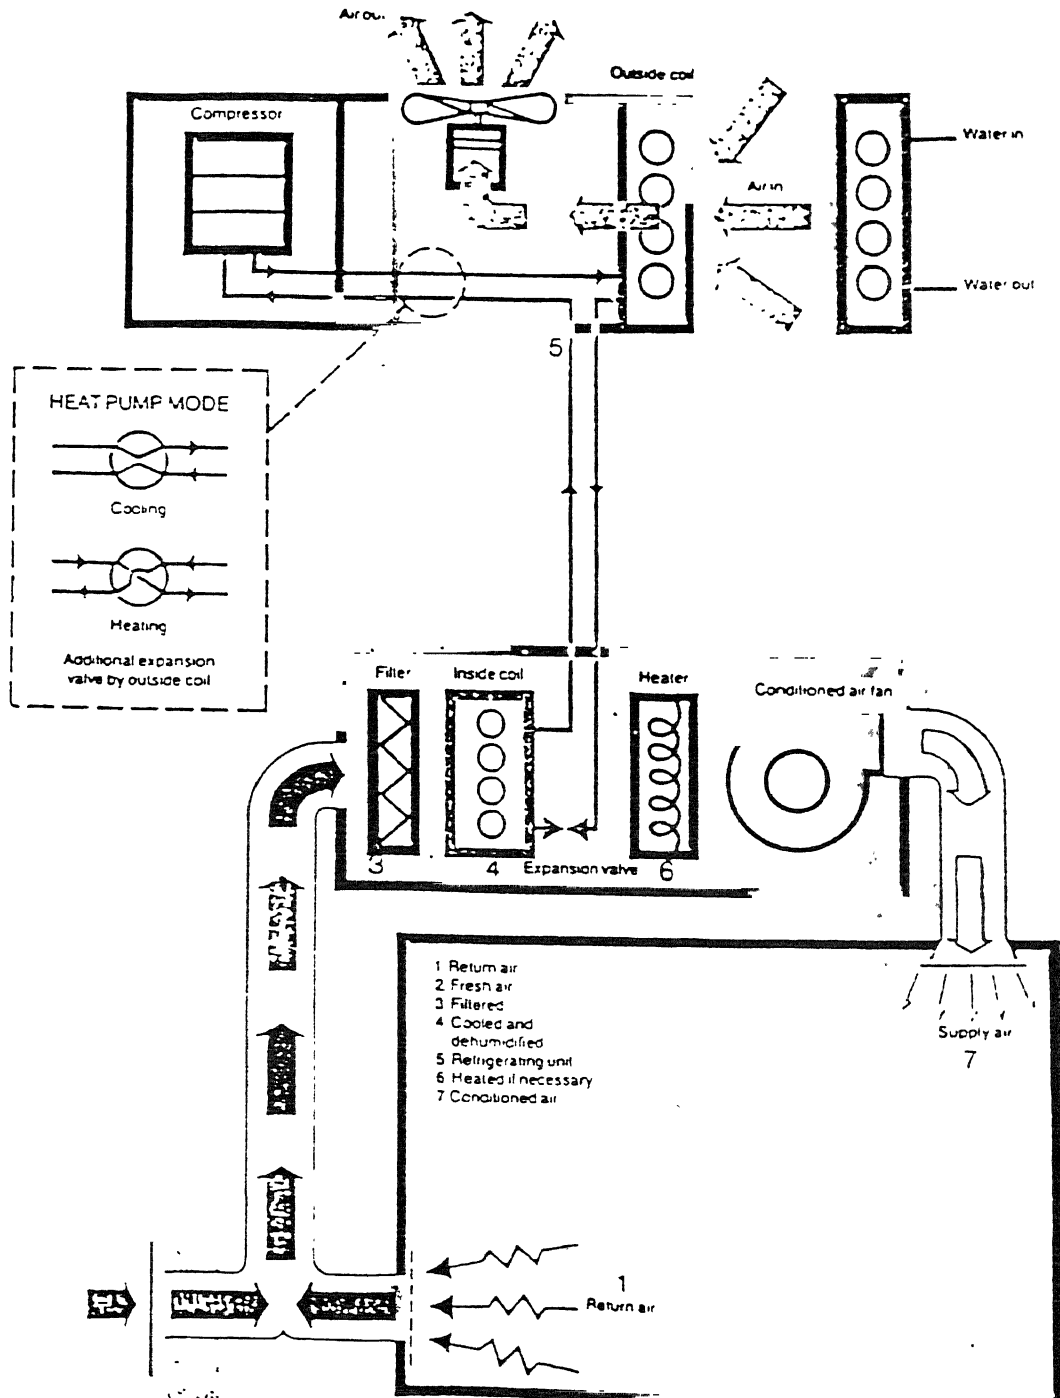 Air out
Outside coil
Compressor
Water in
Air in
Water out
5
HEAT PUMP MODE
Cooling
Heating
Additional expansion
valve by outside coil
Filter
Inside coil
Heater
Conditioned air fan
3
4
Expansion valve
6
1 Return air
2 Fresh air
3 Filtered
4 Cooled and
dehumidified
5 Refrigerating unit
6 Heated if necessary
7 Conditioned air
Supply air
7
1
Return air